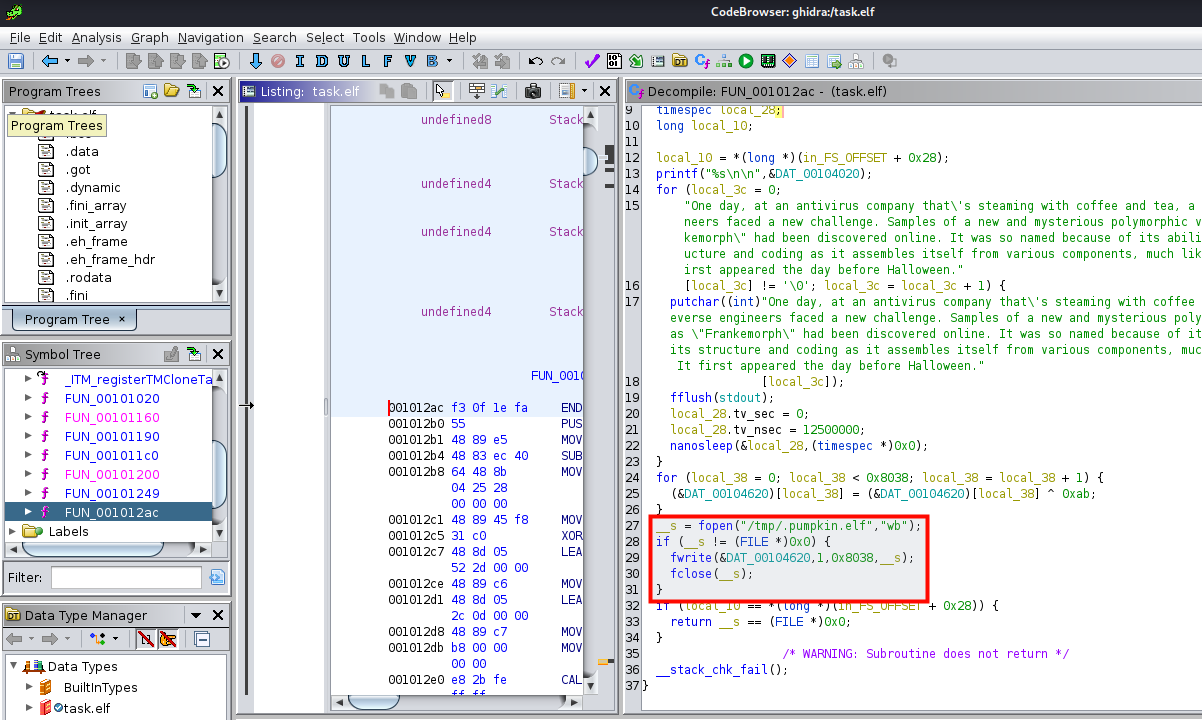 CodeBrowser: ghidra:/task.elf
File Edit Analysis Graph Navigation Search Select Tools Window Help
I D U L F V B
Program Trees
task.elf
Program Trees
.bss
.data
.got
.dynamic
.fini_array
.init_array
.eh_frame
.eh_frame_hdr
.rodata
.fini
Program Tree ×
Symbol Tree
_ITM_registerTMCloneTa
FUN_00101020
FUN_00101160
FUN_00101190
FUN_001011c0
FUN_00101200
FUN_00101249
FUN_001012ac
Labels
Filter:
Data Type Manager
Data Types
BuiltInTypes
task.elf
Listing: task.elf
undefined8 Stack
undefined4 Stack
undefined4 Stack
undefined4 Stack
FUN_001
001012ac f3 0f 1e fa END
001012b0 55 PUS
001012b1 48 89 e5 MOV
001012b4 48 83 ec 40 SUB
001012b8 64 48 8b MOV
04 25 28
00 00 00
001012c1 48 89 45 f8 MOV
001012c5 31 c0 XOR
001012c7 48 8d 05 LEA
52 2d 00 00
001012ce 48 89 c6 MOV
001012d1 48 8d 05 LEA
2c 0d 00 00
001012d8 48 89 c7 MOV
001012db b8 00 00 MOV
00 00
001012e0 e8 2b fe CAL
ff ff
Decompile: FUN_001012ac - (task.elf)
9 timespec local_28;
10 long local_10;
11
12 local_10 = *(long *)(in_FS_OFFSET + 0x28);
13 printf("%s\n\n",&DAT_00104020);
14 for (local_3c = 0;
15 "One day, at an antivirus company that\'s steaming with coffee and tea, a
neers faced a new challenge. Samples of a new and mysterious polymorphic v
kemorph\" had been discovered online. It was so named because of its abili
ucture and coding as it assembles itself from various components, much lik
irst appeared the day before Halloween."
16 [local_3c] != '\0'; local_3c = local_3c + 1) {
17 putchar((int)"One day, at an antivirus company that\'s steaming with coffee
everse engineers faced a new challenge. Samples of a new and mysterious poly
as \"Frankemorph\" had been discovered online. It was so named because of it
its structure and coding as it assembles itself from various components, muc
It first appeared the day before Halloween."
18 [local_3c]);
19 fflush(stdout);
20 local_28.tv_sec = 0;
21 local_28.tv_nsec = 12500000;
22 nanosleep(&local_28,(timespec *)0x0);
23 }
24 for (local_38 = 0; local_38 < 0x8038; local_38 = local_38 + 1) {
25 (&DAT_00104620)[local_38] = (&DAT_00104620)[local_38] ^ 0xab;
26 }
27 __s = fopen("/tmp/.pumpkin.elf","wb");
28 if (__s != (FILE *)0x0) {
29 fwrite(&DAT_00104620,1,0x8038,__s);
30 fclose(__s);
31 }
32 if (local_10 == *(long *)(in_FS_OFFSET + 0x28)) {
33 return __s == (FILE *)0x0;
34 }
35 /* WARNING: Subroutine does not return */
36 __stack_chk_fail();
37 }